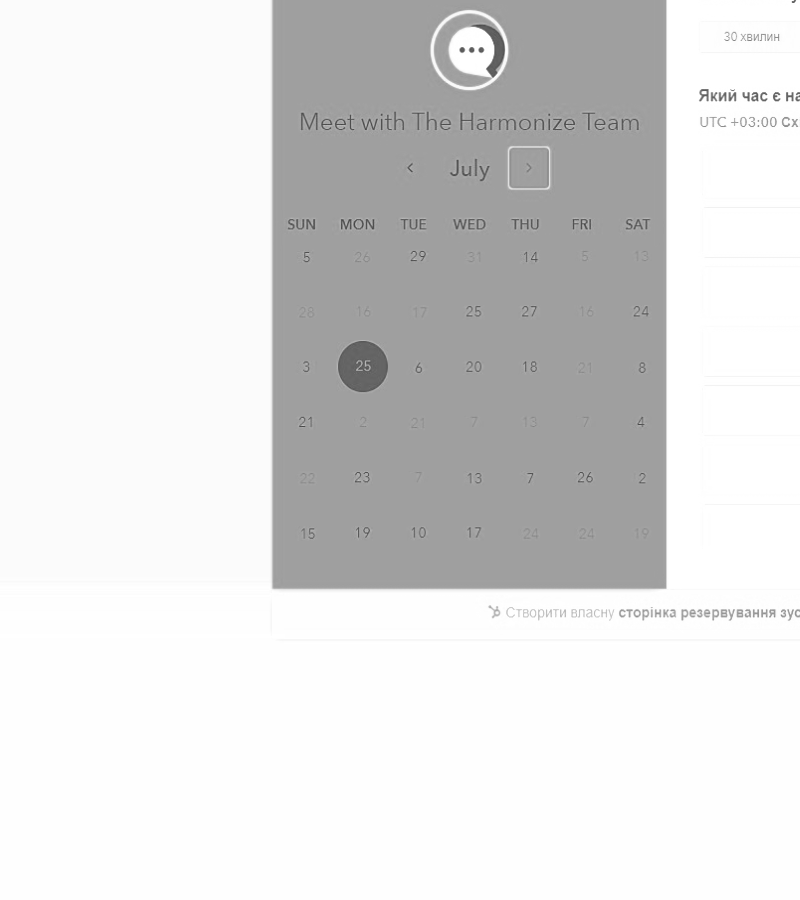 30 хвилин
Meet with The Harmonize Team
Який час є
UTC +03:00
July
SUN MON TUE WED THU FRI SAT
5 26 29 31 14 5 13
28 16 17 25 27 16 24
3 25 6 20 18 21 8
21 2 21 7 13 7 4
22 23 7 13 7 26 2
15 19 10 17 24 24 19
Створити власну сторінка резервування